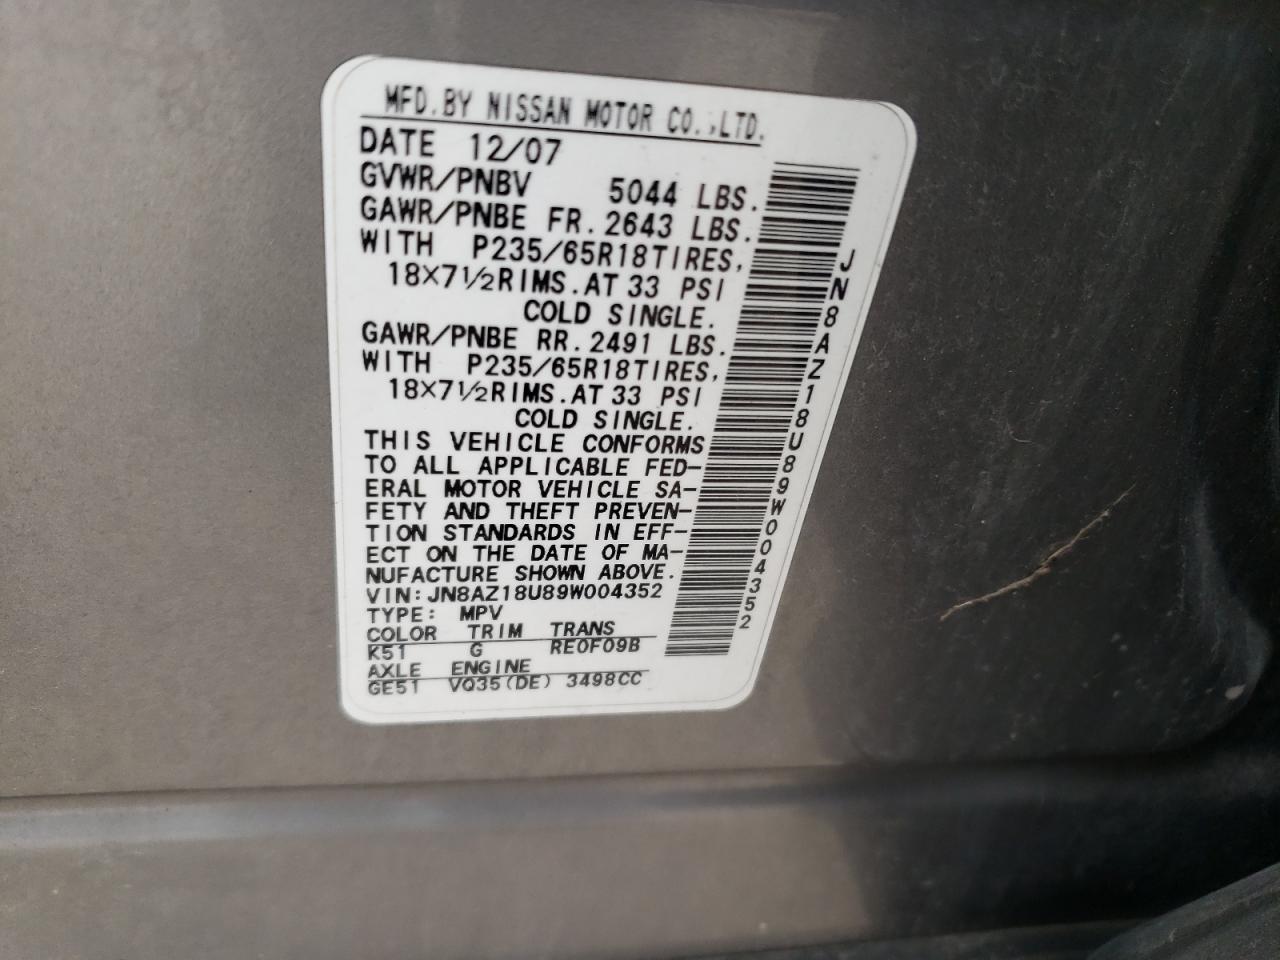 MFD.BY NISSAN MOTOR CO.,LTD.
DATE 12/07
GVWR/PNBV 5044 LBS.
GAWR/PNBE FR.2643 LBS.
WITH P235/65R18TIRES,
18X7½RIMS.AT 33 PSI
COLD SINGLE.
GAWR/PNBE RR.2491 LBS.
WITH P235/65R18TIRES,
18X7½RIMS.AT 33 PSI
COLD SINGLE.
THIS VEHICLE CONFORMS
TO ALL APPLICABLE FED-
ERAL MOTOR VEHICLE SA-
FETY AND THEFT PREVEN-
TION STANDARDS IN EFF-
ECT ON THE DATE OF MA-
NUFACTURE SHOWN ABOVE.
VIN:JN8AZ18U89W004352
TYPE: MPV
COLOR TRIM TRANS
K51 G RE0F09B
AXLE ENGINE
GE51 VQ35(DE) 3498CC
JN8AZ18U89W004352